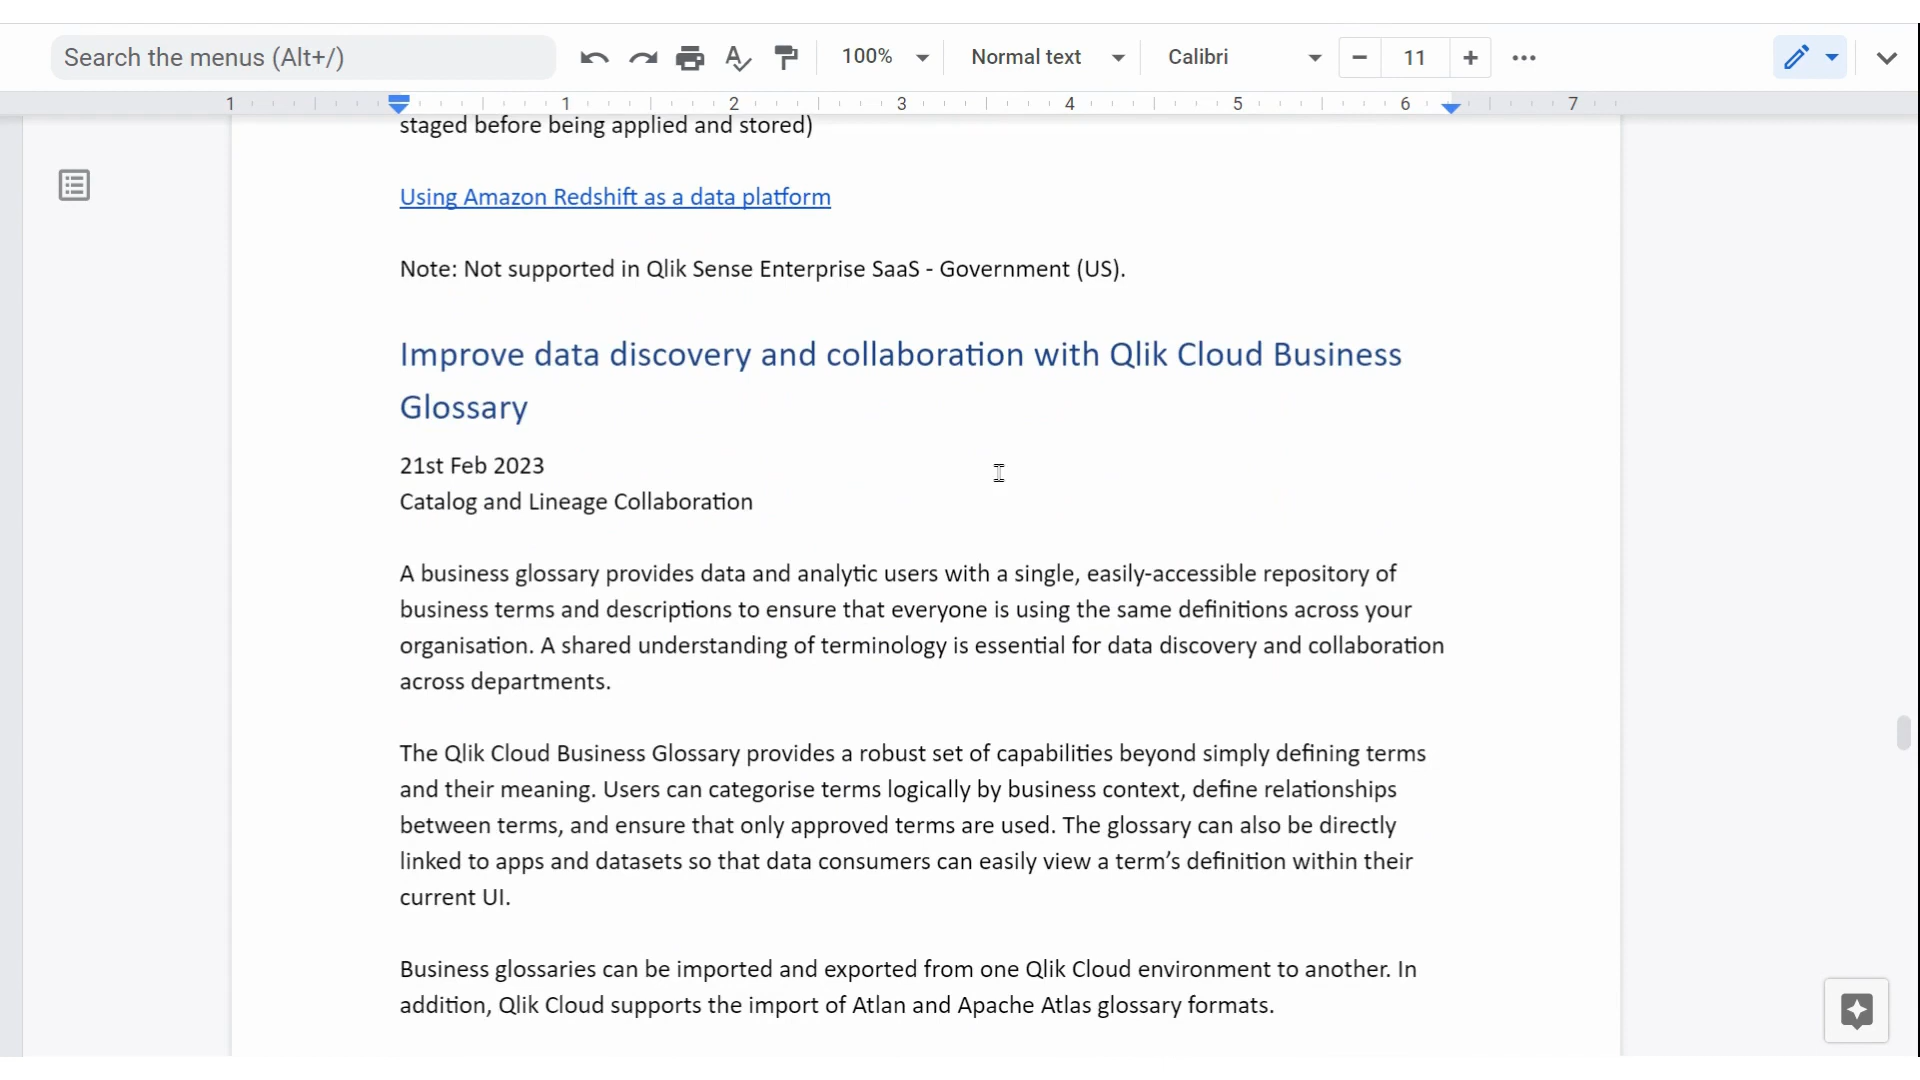 Search the menus (Alt+/)
100%
Normal text
Calibri
11
1 1 2 3 4 5 6 7
staged before being applied and stored)
Using Amazon Redshift as a data platform
Note: Not supported in Qlik Sense Enterprise SaaS - Government (US).
Improve data discovery and collaboration with Qlik Cloud Business
Glossary
21st Feb 2023
Catalog and Lineage Collaboration
A business glossary provides data and analytic users with a single, easily-accessible repository of
business terms and descriptions to ensure that everyone is using the same definitions across your
organisation. A shared understanding of terminology is essential for data discovery and collaboration
across departments.
The Qlik Cloud Business Glossary provides a robust set of capabilities beyond simply defining terms
and their meaning. Users can categorise terms logically by business context, define relationships
between terms, and ensure that only approved terms are used. The glossary can also be directly
linked to apps and datasets so that data consumers can easily view a term’s definition within their
current UI.
Business glossaries can be imported and exported from one Qlik Cloud environment to another. In
addition, Qlik Cloud supports the import of Atlan and Apache Atlas glossary formats.